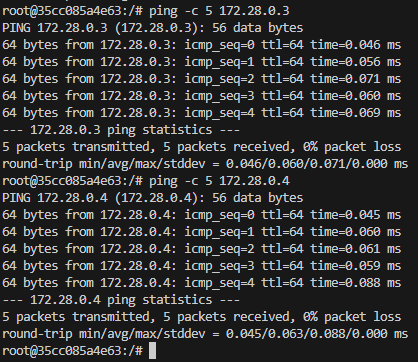 root@35cc085a4e63:/# ping -c 5 172.28.0.3
PING 172.28.0.3 (172.28.0.3): 56 data bytes
64 bytes from 172.28.0.3: icmp_seq=0 ttl=64 time=0.046 ms
64 bytes from 172.28.0.3: icmp_seq=1 ttl=64 time=0.056 ms
64 bytes from 172.28.0.3: icmp_seq=2 ttl=64 time=0.071 ms
64 bytes from 172.28.0.3: icmp_seq=3 ttl=64 time=0.060 ms
64 bytes from 172.28.0.3: icmp_seq=4 ttl=64 time=0.069 ms
--- 172.28.0.3 ping statistics ---
5 packets transmitted, 5 packets received, 0% packet loss
round-trip min/avg/max/stddev = 0.046/0.060/0.071/0.000 ms
root@35cc085a4e63:/# ping -c 5 172.28.0.4
PING 172.28.0.4 (172.28.0.4): 56 data bytes
64 bytes from 172.28.0.4: icmp_seq=0 ttl=64 time=0.045 ms
64 bytes from 172.28.0.4: icmp_seq=1 ttl=64 time=0.060 ms
64 bytes from 172.28.0.4: icmp_seq=2 ttl=64 time=0.061 ms
64 bytes from 172.28.0.4: icmp_seq=3 ttl=64 time=0.059 ms
64 bytes from 172.28.0.4: icmp_seq=4 ttl=64 time=0.088 ms
--- 172.28.0.4 ping statistics ---
5 packets transmitted, 5 packets received, 0% packet loss
round-trip min/avg/max/stddev = 0.045/0.063/0.088/0.000 ms
root@35cc085a4e63:/#